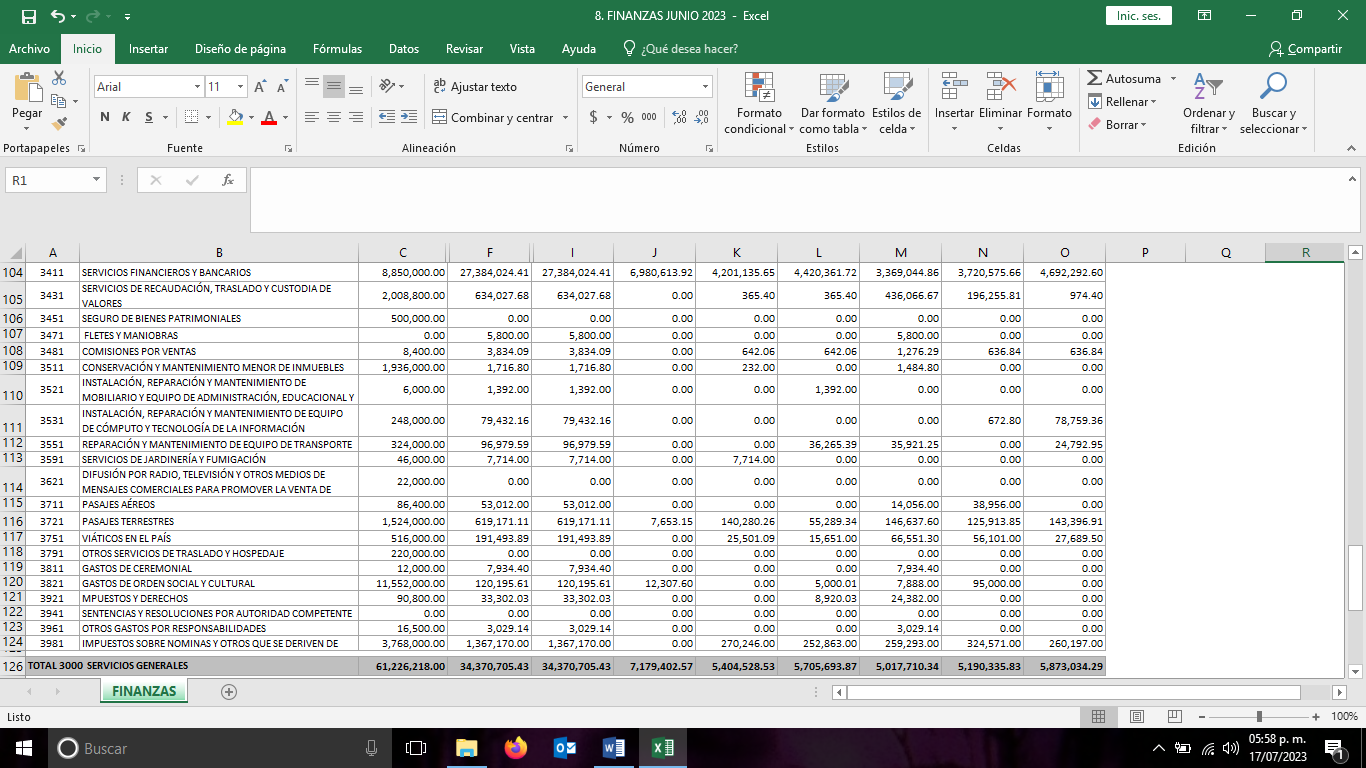 8. FINANZAS JUNIO 2023 - Excel
Inic. ses.
Archivo Inicio Insertar Diseño de página Fórmulas Datos Revisar Vista Ayuda ¿Qué desea hacer? Compartir
Pegar
Arial 11
N K S
Ajustar texto
Combinar y centrar
General
$ % 000
Formato condicional
Dar formato como tabla
Estilos de celda
Insertar Eliminar Formato
Autosuma
Rellenar
Borrar
Ordenar y filtrar
Buscar y seleccionar
Portapapeles Fuente Alineación Número Estilos Celdas Edición
R1 fx
A B C F I J K L M N O P Q R
104 3411 SERVICIOS FINANCIEROS Y BANCARIOS 8,850,000.00 27,384,024.41 27,384,024.41 6,980,613.92 4,201,135.65 4,420,361.72 3,369,044.86 3,720,575.66 4,692,292.60
105 3431 SERVICIOS DE RECAUDACIÓN, TRASLADO Y CUSTODIA DE VALORES 2,008,800.00 634,027.68 634,027.68 0.00 365.40 365.40 436,066.67 196,255.81 974.40
106 3451 SEGURO DE BIENES PATRIMONIALES 500,000.00 0.00 0.00 0.00 0.00 0.00 0.00 0.00 0.00
107 3471 FLETES Y MANIOBRAS 0.00 5,800.00 5,800.00 0.00 0.00 0.00 5,800.00 0.00 0.00
108 3481 COMISIONES POR VENTAS 8,400.00 3,834.09 3,834.09 0.00 642.06 642.06 1,276.29 636.84 636.84
109 3511 CONSERVACIÓN Y MANTENIMIENTO MENOR DE INMUEBLES 1,936,000.00 1,716.80 1,716.80 0.00 232.00 0.00 1,484.80 0.00 0.00
110 3521 INSTALACIÓN, REPARACIÓN Y MANTENIMIENTO DE MOBILIARIO Y EQUIPO DE ADMINISTRACIÓN, EDUCACIONAL Y 6,000.00 1,392.00 1,392.00 0.00 0.00 1,392.00 0.00 0.00 0.00
111 3531 INSTALACIÓN, REPARACIÓN Y MANTENIMIENTO DE EQUIPO DE CÓMPUTO Y TECNOLOGÍA DE LA INFORMACIÓN 248,000.00 79,432.16 79,432.16 0.00 0.00 0.00 0.00 672.80 78,759.36
112 3551 REPARACIÓN Y MANTENIMIENTO DE EQUIPO DE TRANSPORTE 324,000.00 96,979.59 96,979.59 0.00 0.00 36,265.39 35,921.25 0.00 24,792.95
113 3591 SERVICIOS DE JARDINERÍA Y FUMIGACIÓN 46,000.00 7,714.00 7,714.00 0.00 7,714.00 0.00 0.00 0.00 0.00
114 3621 DIFUSIÓN POR RADIO, TELEVISIÓN Y OTROS MEDIOS DE MENSAJES COMERCIALES PARA PROMOVER LA VENTA DE 22,000.00 0.00 0.00 0.00 0.00 0.00 0.00 0.00 0.00
115 3711 PASAJES AÉREOS 86,400.00 53,012.00 53,012.00 0.00 0.00 0.00 14,056.00 38,956.00 0.00
116 3721 PASAJES TERRESTRES 1,524,000.00 619,171.11 619,171.11 7,653.15 140,280.26 55,289.34 146,637.60 125,913.85 143,396.91
117 3751 VIÁTICOS EN EL PAÍS 516,000.00 191,493.89 191,493.89 0.00 25,501.09 15,651.00 66,551.30 56,101.00 27,689.50
118 3791 OTROS SERVICIOS DE TRASLADO Y HOSPEDAJE 220,000.00 0.00 0.00 0.00 0.00 0.00 0.00 0.00 0.00
119 3811 GASTOS DE CEREMONIAL 12,000.00 7,934.40 7,934.40 0.00 0.00 0.00 7,934.40 0.00 0.00
120 3821 GASTOS DE ORDEN SOCIAL Y CULTURAL 11,552,000.00 120,195.61 120,195.61 12,307.60 0.00 5,000.01 7,888.00 95,000.00 0.00
121 3921 MPUESTOS Y DERECHOS 90,800.00 33,302.03 33,302.03 0.00 0.00 8,920.03 24,382.00 0.00 0.00
122 3941 SENTENCIAS Y RESOLUCIONES POR AUTORIDAD COMPETENTE 0.00 0.00 0.00 0.00 0.00 0.00 0.00 0.00 0.00
123 3961 OTROS GASTOS POR RESPONSABILIDADES 16,500.00 3,029.14 3,029.14 0.00 0.00 0.00 3,029.14 0.00 0.00
124 3981 IMPUESTOS SOBRE NOMINAS Y OTROS QUE SE DERIVEN DE 3,768,000.00 1,367,170.00 1,367,170.00 0.00 270,246.00 252,863.00 259,293.00 324,571.00 260,197.00
126 TOTAL 3000 SERVICIOS GENERALES 61,226,218.00 34,370,705.43 34,370,705.43 7,179,402.57 5,404,528.53 5,705,693.87 5,017,710.34 5,190,335.83 5,873,034.29
FINANZAS
Listo 100%
Buscar
05:58 p. m.
17/07/2023
1